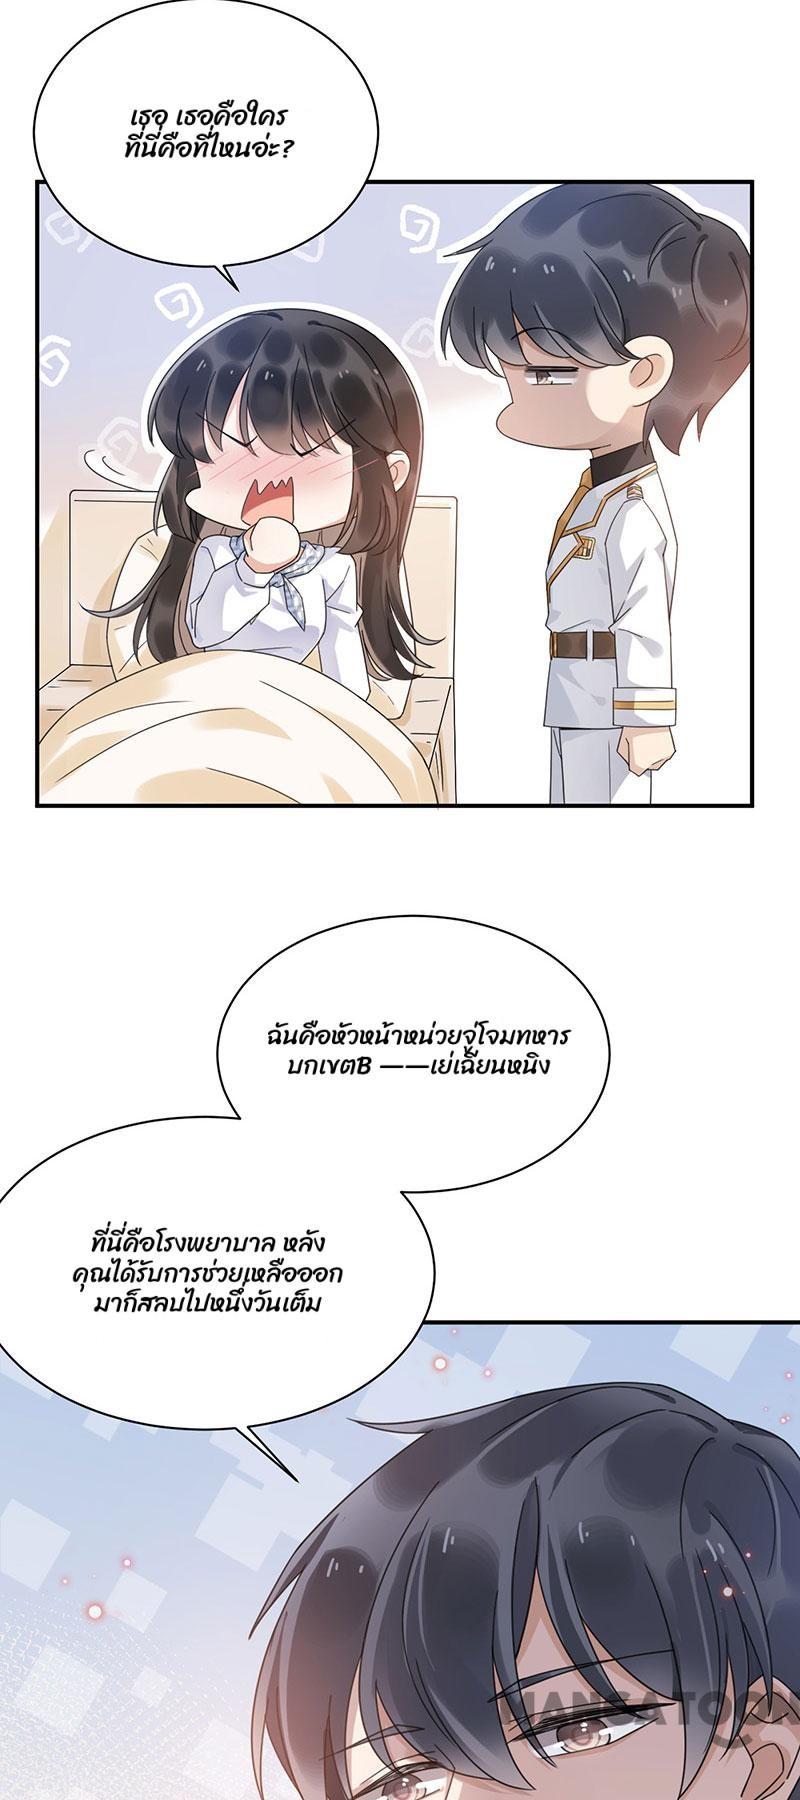 เธอ เธอคือใคร
ที่นี่คือที่ไหนอ่ะ?
ฉันคือหัวหน้าหน่วยจู่โจมทหาร
บกเขตB ——เย่เฉียนหนิง
ที่นี่คือโรงพยาบาล หลัง
คุณได้รับการช่วยเหลือออก
มาก็สลบไปหนึ่งวันเต็ม
MANGATOON